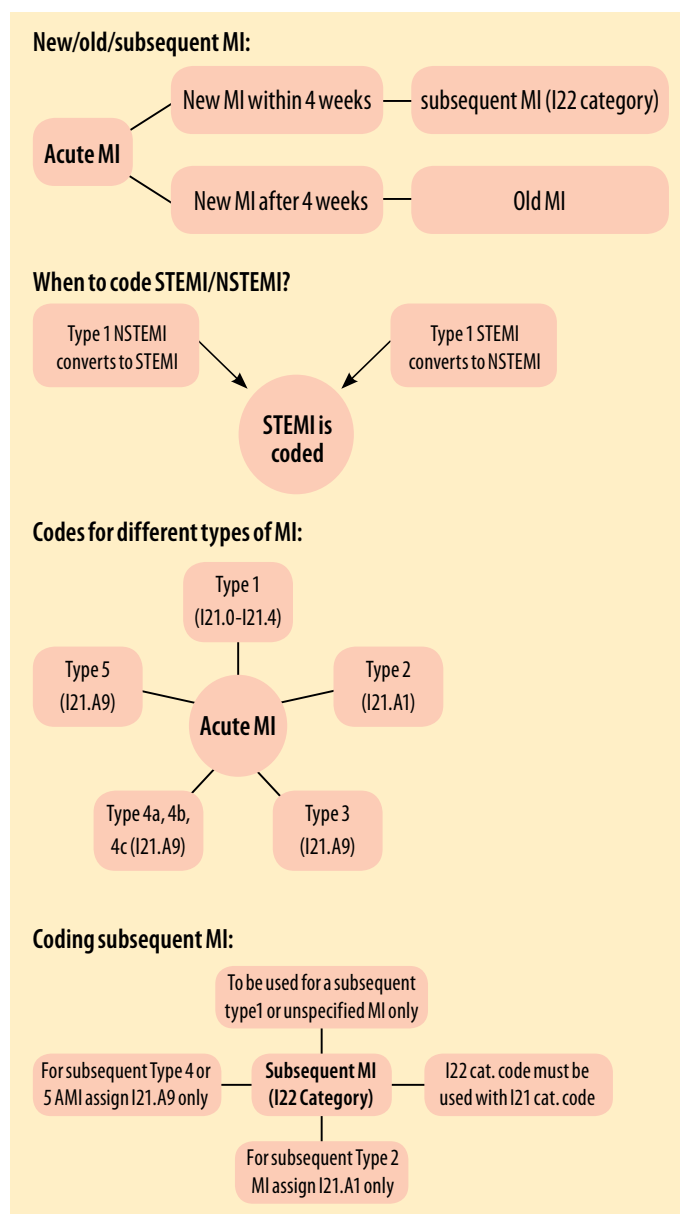 New/old/subsequent MI:
Acute MI
New MI within 4 weeks
subsequent MI (I22 category)
New MI after 4 weeks
Old MI
When to code STEMI/NSTEMI?
Type 1 NSTEMI
converts to STEMI
Type 1 STEMI
converts to NSTEMI
STEMI is
coded
Codes for different types of MI:
Type 1
(I21.0-I21.4)
Type 5
(I21.A9)
Type 2
(I21.A1)
Acute MI
Type 4a, 4b,
4c (I21.A9)
Type 3
(I21.A9)
Coding subsequent MI:
To be used for a subsequent
type1 or unspecified MI only
For subsequent Type 4 or
5 AMI assign I21.A9 only
Subsequent MI
(I22 Category)
I22 cat. code must be
used with I21 cat. code
For subsequent Type 2
MI assign I21.A1 only